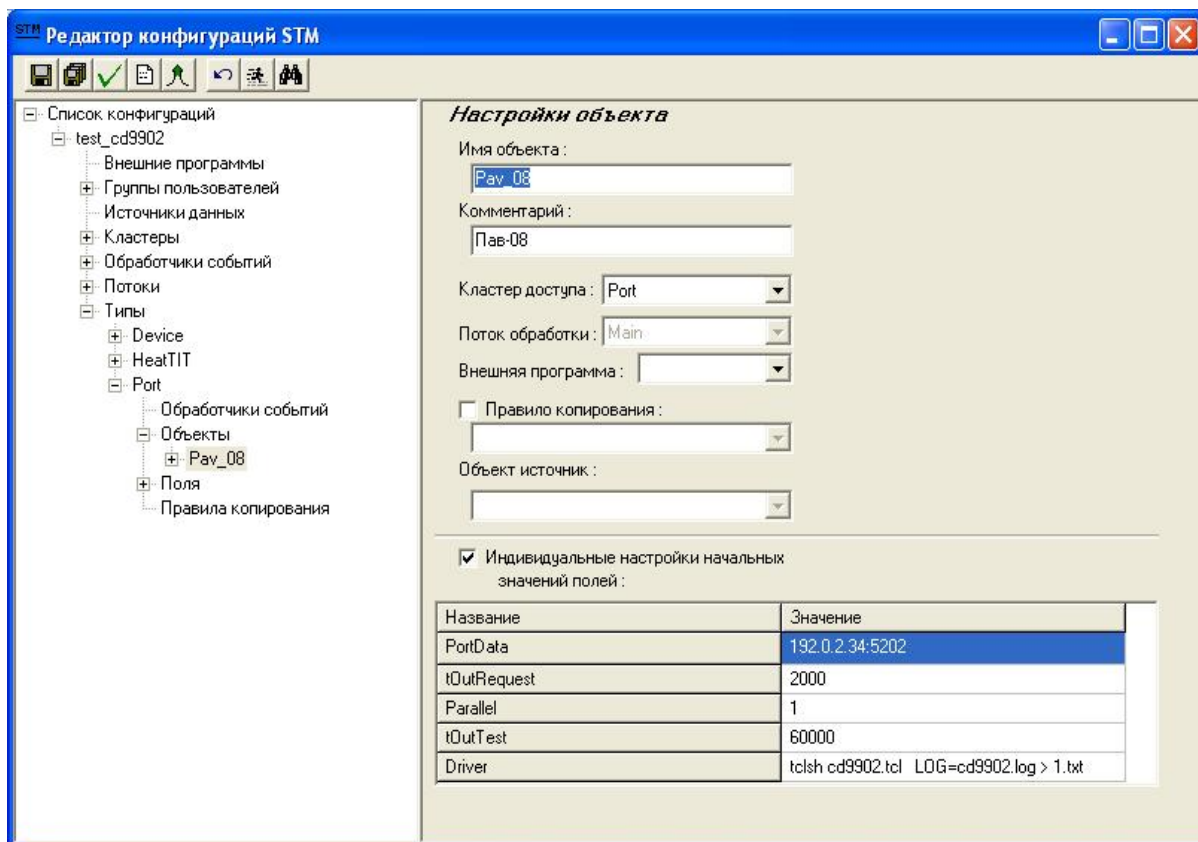 STM Редактор конфигураций STM
Список конфигураций
test_cd9902
Внешние программы
Группы пользователей
Источники данных
Кластеры
Обработчики событий
Потоки
Типы
Device
HeatTIT
Port
Обработчики событий
Объекты
Pav_08
Поля
Правила копирования
Настройки объекта
Имя объекта :
Pav_08
Комментарий :
Пав-08
Кластер доступа : Port
Поток обработки : Main
Внешняя программа :
Правило копирования :
Объект источник :
Индивидуальные настройки начальных
значений полей :
Название Значение
PortData 192.0.2.34:5202
tOutRequest 2000
Parallel 1
tOutTest 60000
Driver tclsh cd9902.tcl LOG=cd9902.log > 1.txt